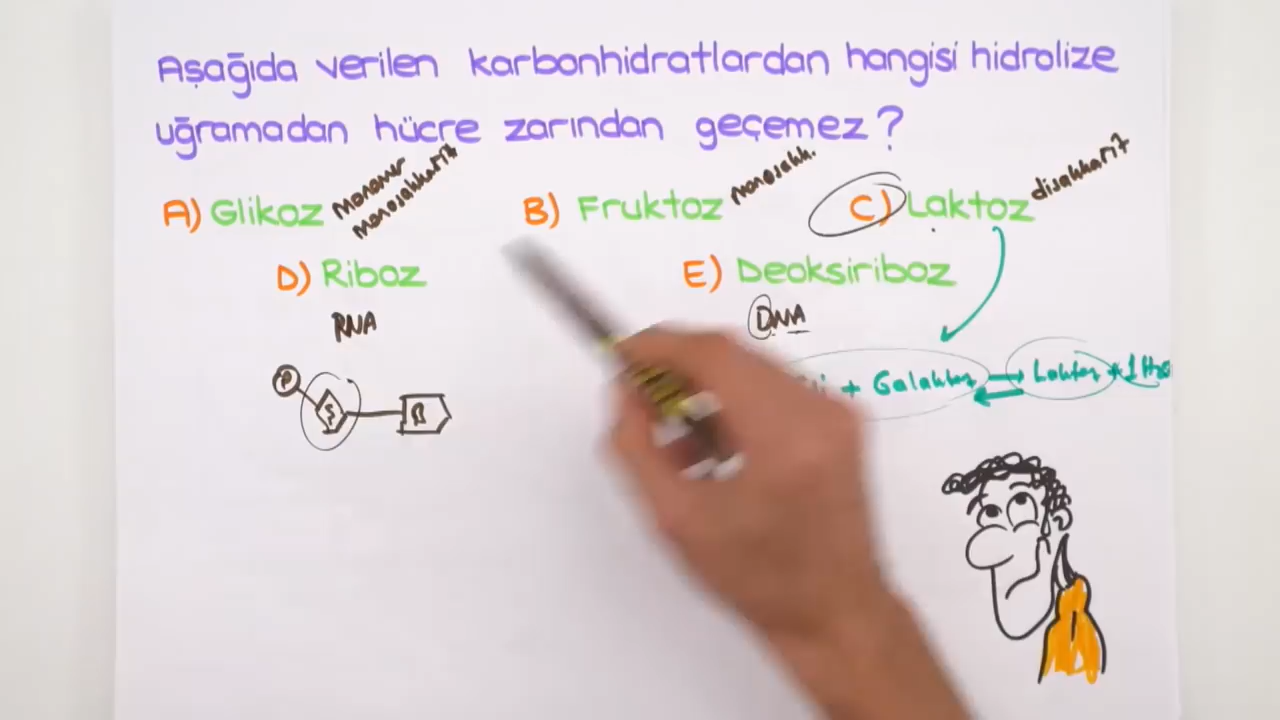 Aşağıda verilen karbonhidratlardan hangisi hidrolize
uğramadan hücre zarından geçemez?
A) Glikoz Monomer monosakkarit B) Fruktoz monosakk. C) Laktoz disakkarit
D) Riboz E) Deoksiriboz
RNA DNA
+ Galaktoz → Laktoz + 1
P Ş B